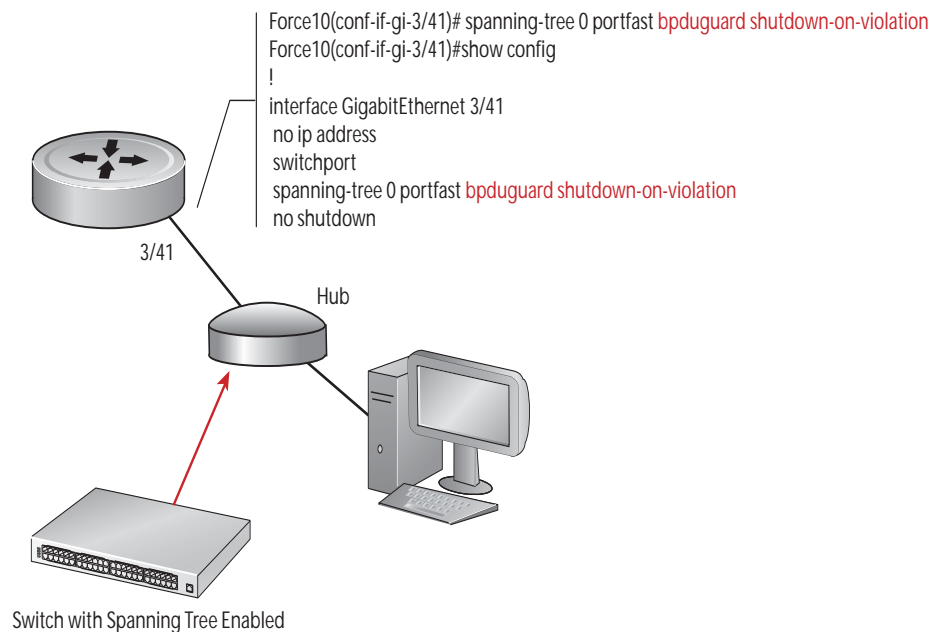 Force10(conf-if-gi-3/41)# spanning-tree 0 portfast bpduguard shutdown-on-violation
Force10(conf-if-gi-3/41)#show config
!
interface GigabitEthernet 3/41
no ip address
switchport
spanning-tree 0 portfast bpduguard shutdown-on-violation
no shutdown
3/41
Hub
Switch with Spanning Tree Enabled